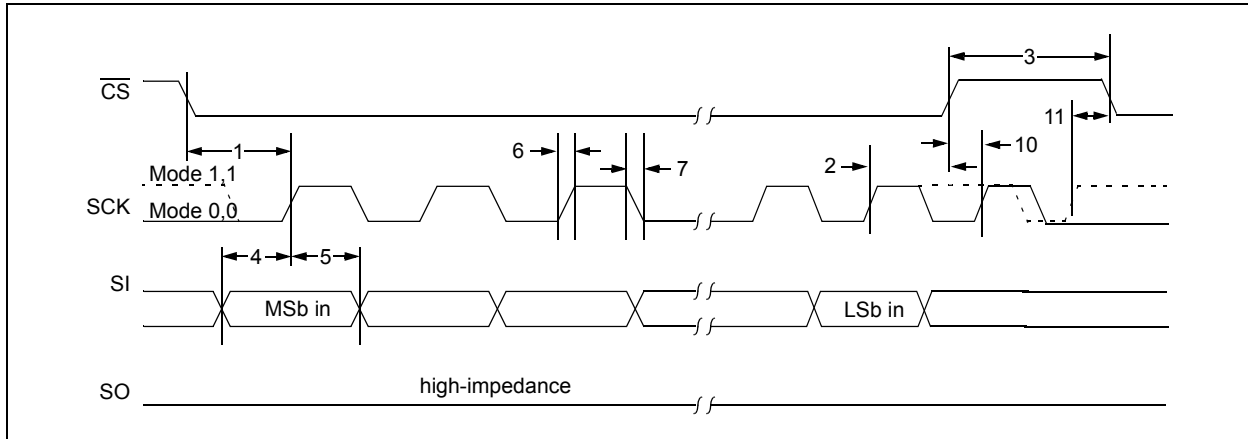 3
CS
11
1
6
10
Mode 1,1
2
7
SCK
Mode 0,0
4
5
SI
MSb in
LSb in
SO
high-impedance